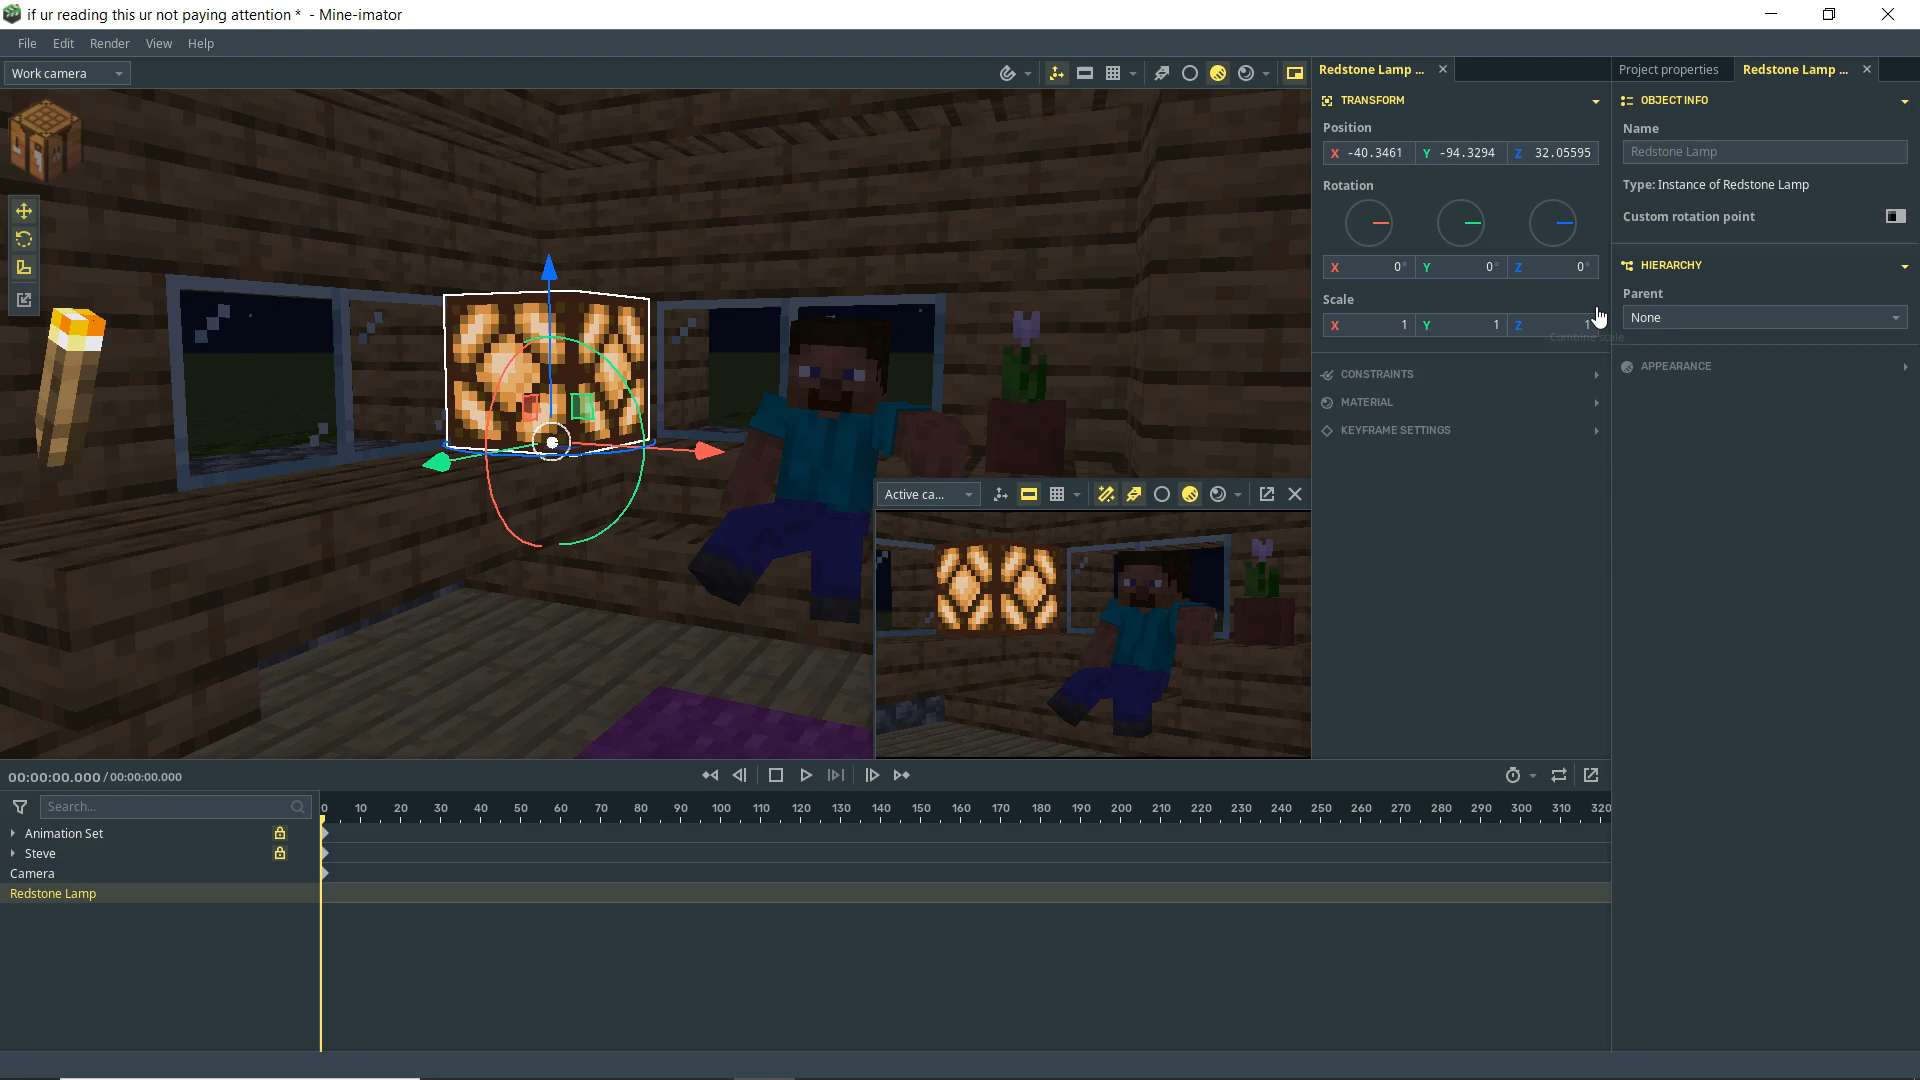 if ur reading this ur not paying attention * - Mine-imator
File Edit Render View Help
Work camera
Redstone Lamp ...
Project properties
Redstone Lamp ...
TRANSFORM
Position
X -40.3461 Y -94.3294 Z 32.05595
Rotation
X 0° Y 0° Z 0°
Scale
X 1 Y 1 Z 1
Combine scale
CONSTRAINTS
MATERIAL
KEYFRAME SETTINGS
OBJECT INFO
Name
Redstone Lamp
Type: Instance of Redstone Lamp
Custom rotation point
HIERARCHY
Parent
None
APPEARANCE
Active ca...
00:00:00.000 / 00:00:00.000
Search...
0 10 20 30 40 50 60 70 80 90 100 110 120 130 140 150 160 170 180 190 200 210 220 230 240 250 260 270 280 290 300 310 320
Animation Set
Steve
Camera
Redstone Lamp